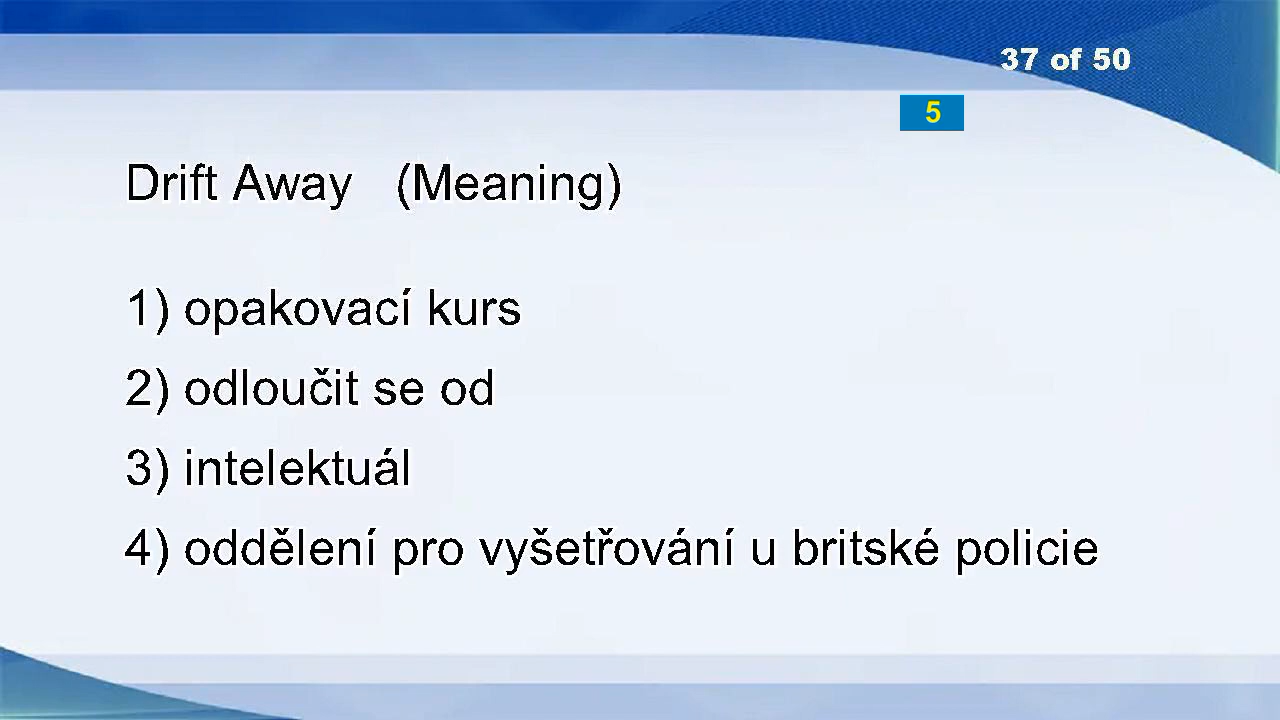 37 of 50
5
Drift Away (Meaning)
1) opakovací kurs
2) odloučit se od
3) intelektuál
4) oddělení pro vyšetřování u britské policie